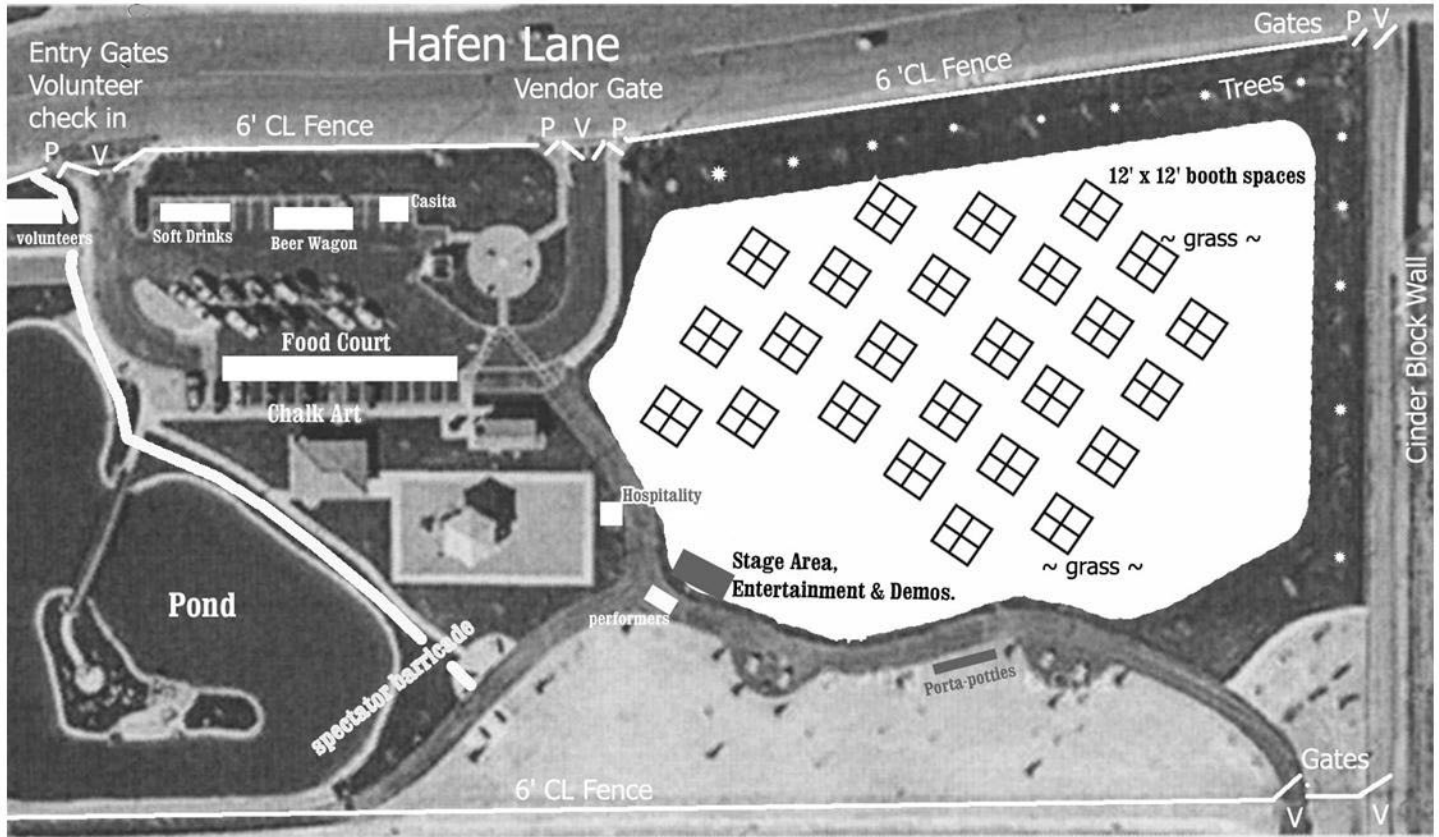 Hafen Lane
Gates P V
Entry Gates
Volunteer
check in
P V
6' CL Fence
Vendor Gate
P V P
6 'CL Fence
Trees
12' x 12' booth spaces
~ grass ~
volunteers
Soft Drinks
Beer Wagon
Casita
Food Court
Chalk Art
Cinder Block Wall
Hospitality
Stage Area,
Entertainment & Demos.
~ grass ~
Pond
performers
spectator barricade
Porta-potties
6' CL Fence
Gates
V V